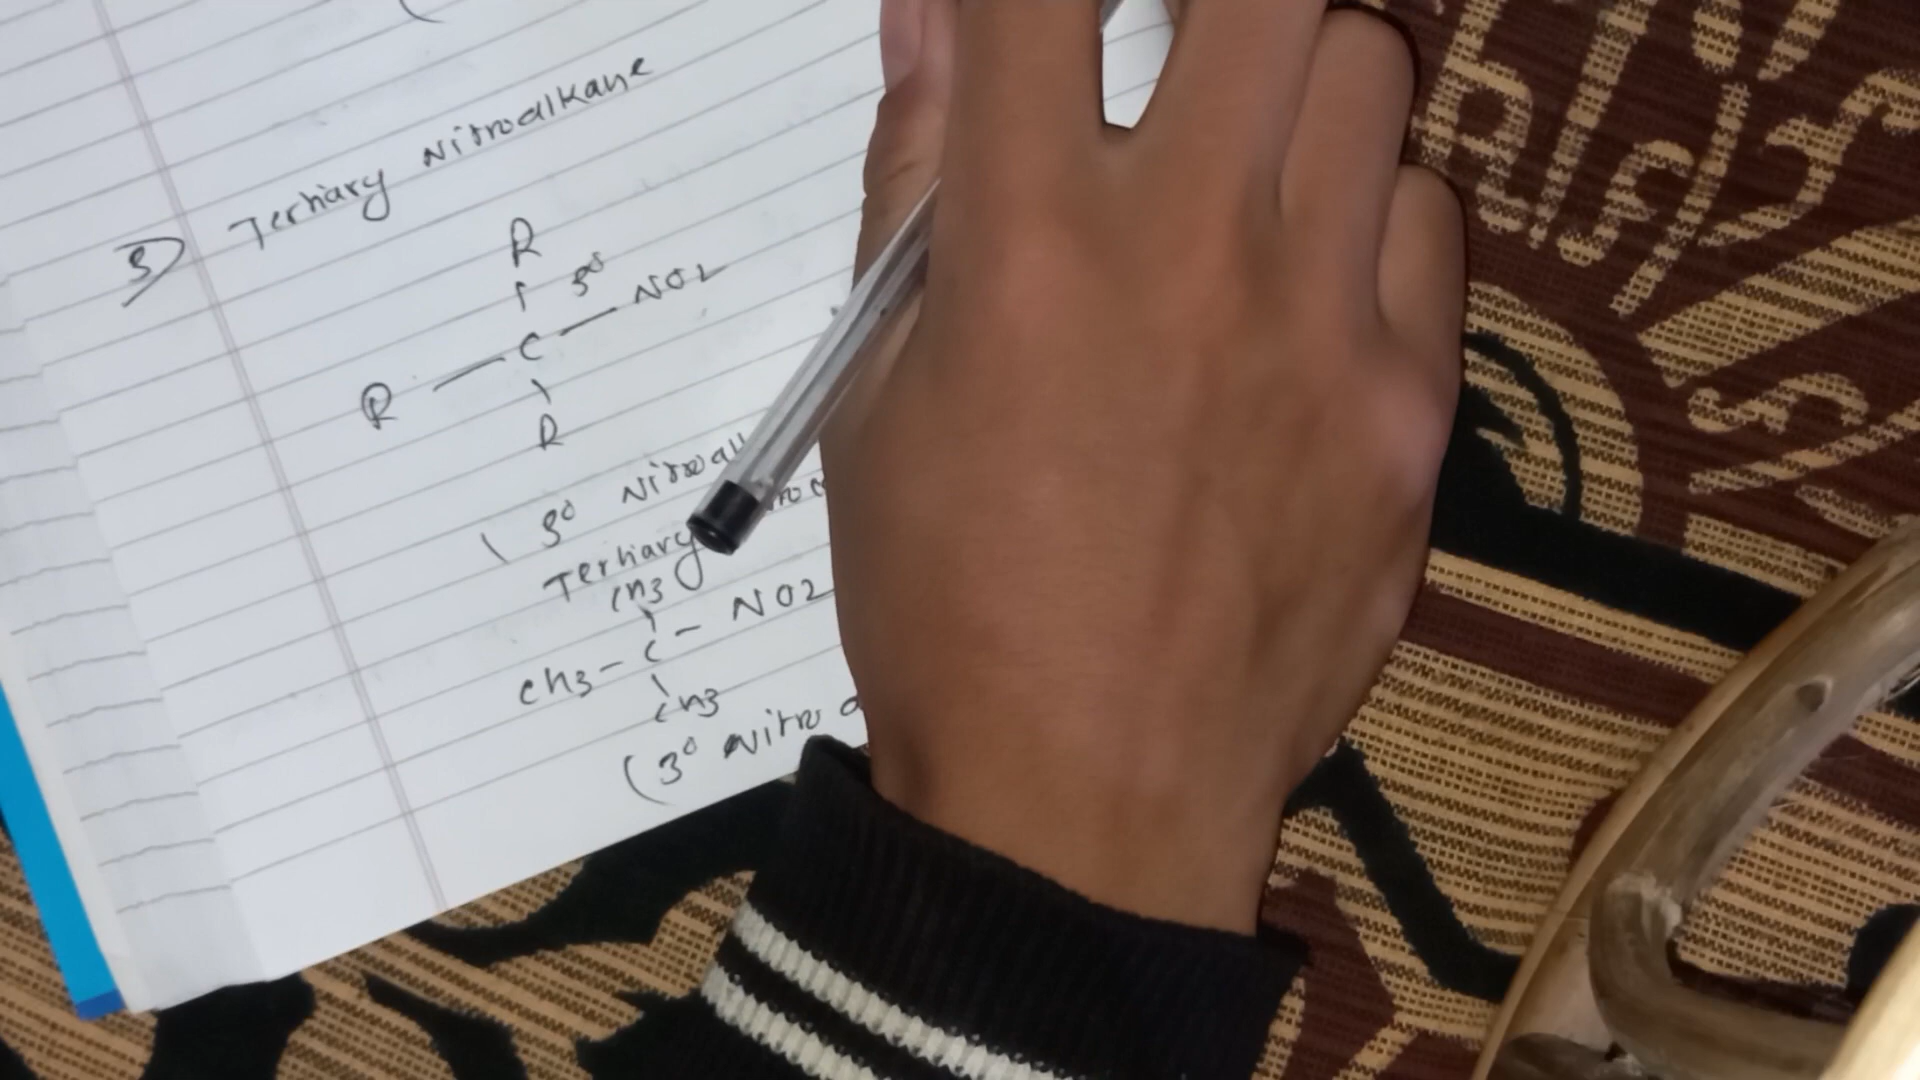 3) Tertiary Nitroalkane
R
| 3°
R — C — NO2
|
R
( 3° Nitroal
Tertiary
CH3
|
CH3 - C - NO2
|
CH3
(3° Nitro a